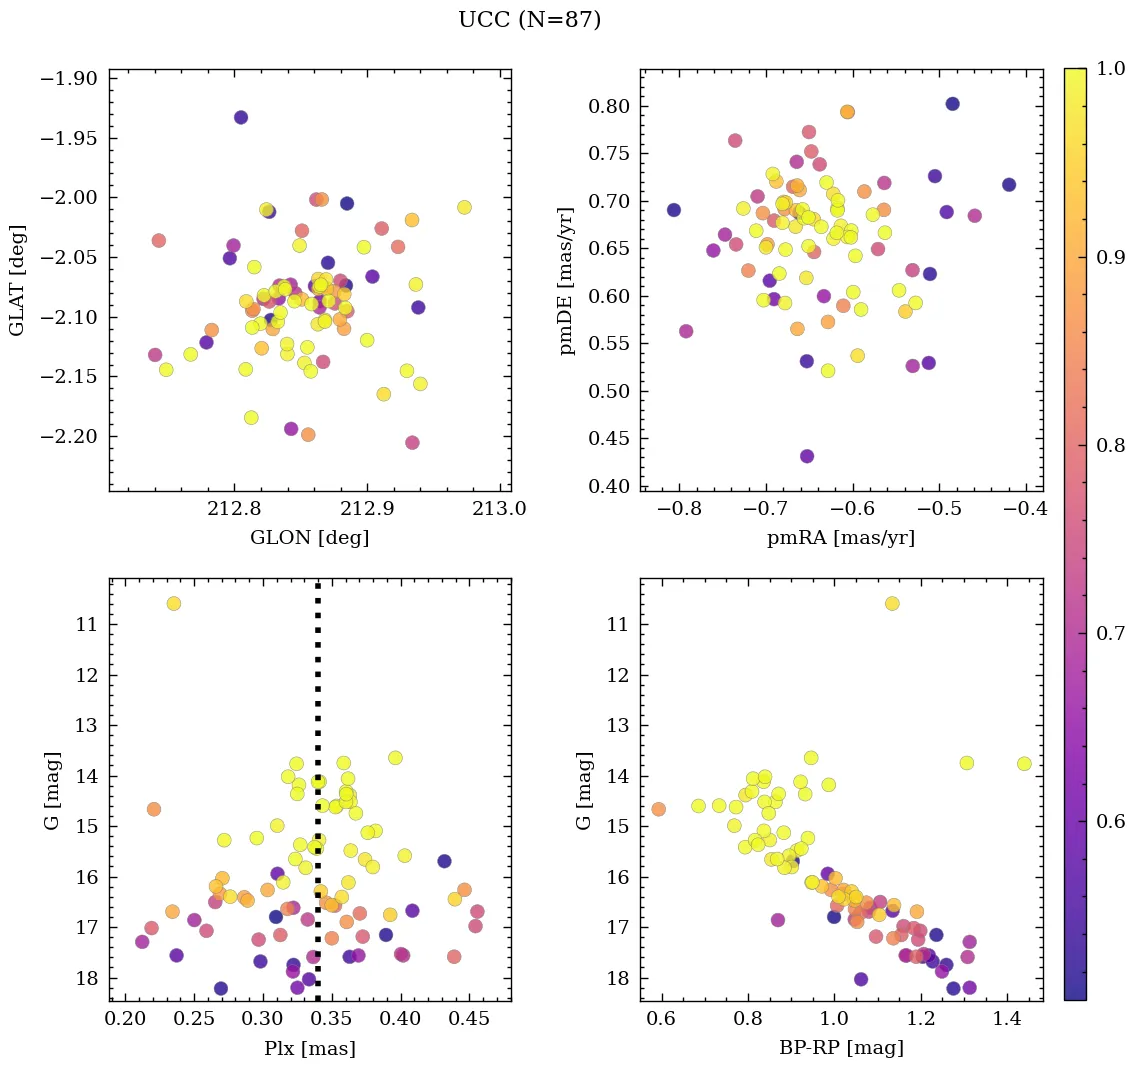 UCC (N=87)
−1.90
−1.95
−2.00
−2.05
−2.10
−2.15
−2.20
GLAT [deg]
212.8 212.9 213.0
GLON [deg]
0.80
0.75
0.70
0.65
0.60
0.55
0.50
0.45
0.40
pmDE [mas/yr]
−0.8 −0.7 −0.6 −0.5 −0.4
pmRA [mas/yr]
11
12
13
14
15
16
17
18
G [mag]
0.20 0.25 0.30 0.35 0.40 0.45
Plx [mas]
11
12
13
14
15
16
17
18
G [mag]
0.6 0.8 1.0 1.2 1.4
BP-RP [mag]
1.0
0.9
0.8
0.7
0.6